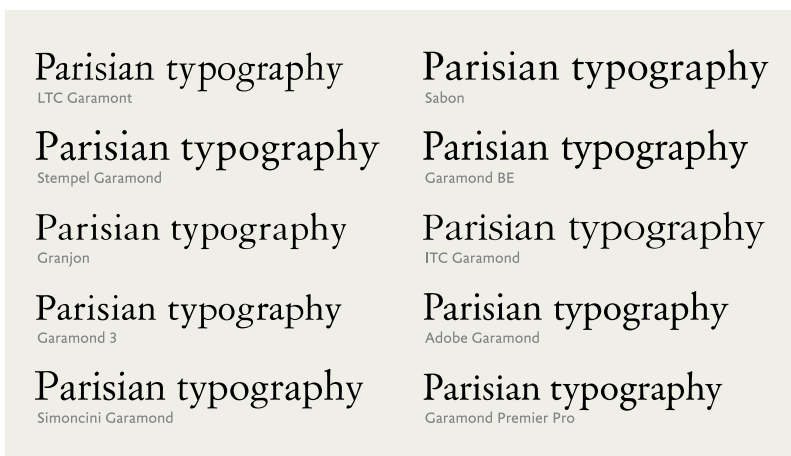 Parisian typography
LTC Garamont
Parisian typography
Stempel Garamond
Parisian typography
Granjon
Parisian typography
Garamond 3
Parisian typography
Simoncini Garamond
Parisian typography
Sabon
Parisian typography
Garamond BE
Parisian typography
ITC Garamond
Parisian typography
Adobe Garamond
Parisian typography
Garamond Premier Pro